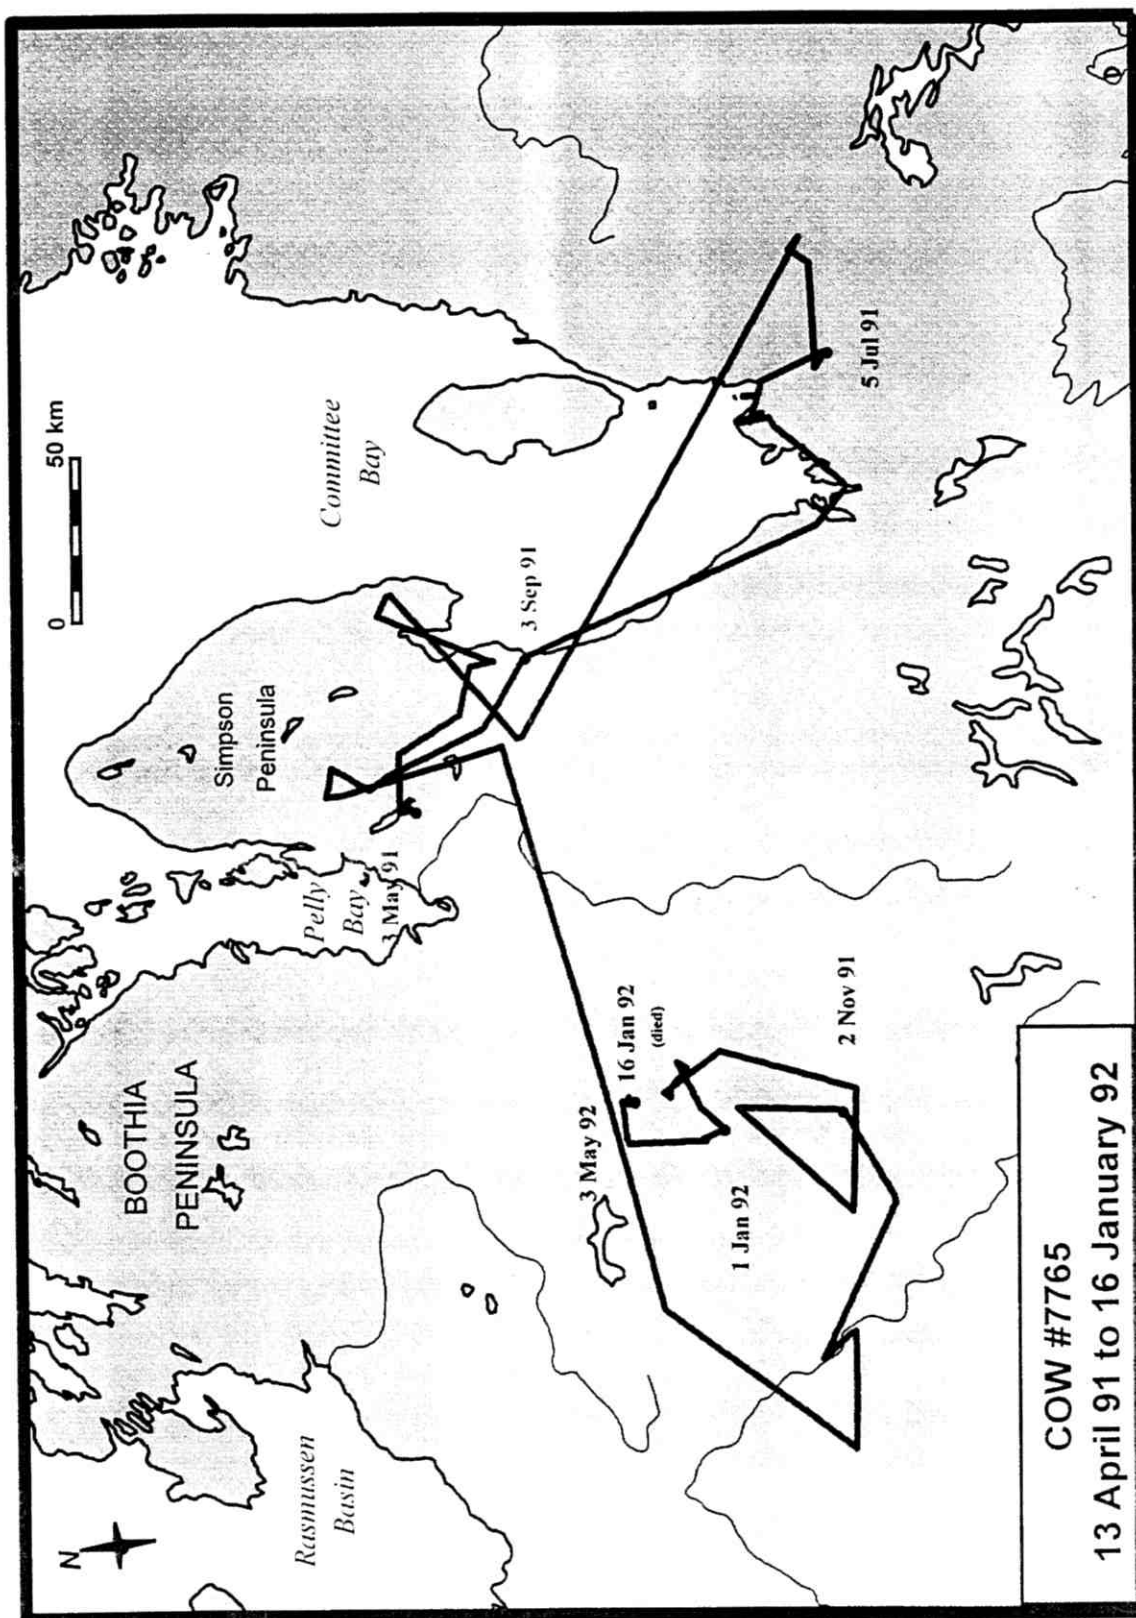 N
Rasmussen
Basin
BOOTHIA
PENINSULA
Pelly
Bay
3 May 91
Simpson
Peninsula
0 50 km
Committee
Bay
3 Sep 91
5 Jul 91
3 May 92
16 Jan 92
(died)
1 Jan 92
2 Nov 91
COW #7765
13 April 91 to 16 January 92